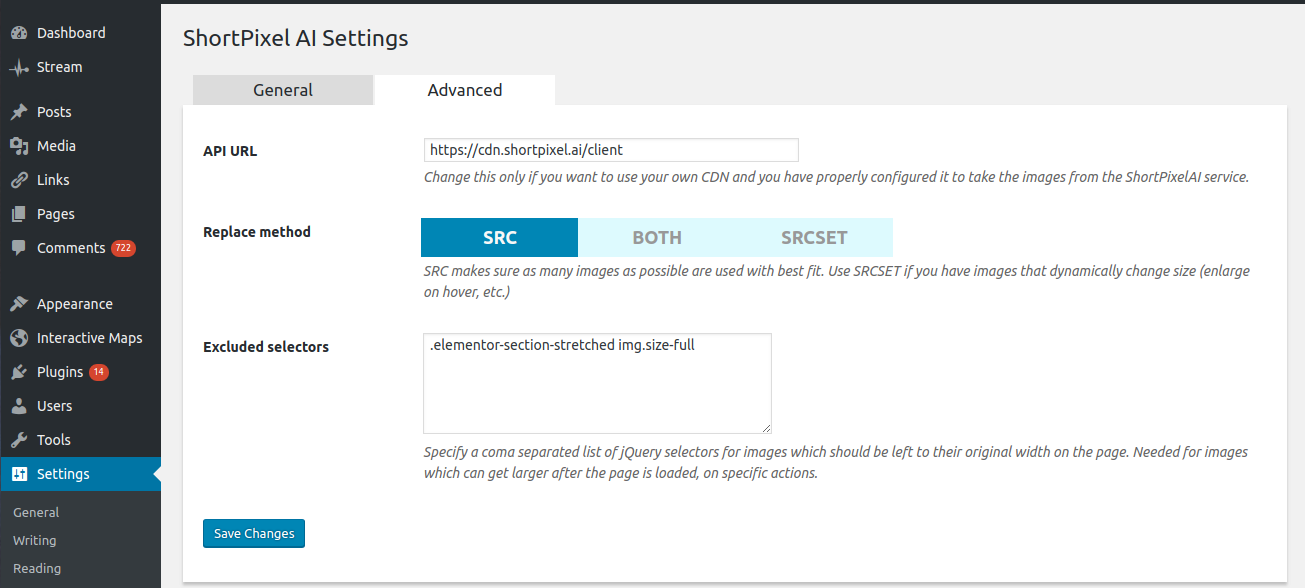 Dashboard
Stream
Posts
Media
Links
Pages
Comments 722
Appearance
Interactive Maps
Plugins 14
Users
Tools
Settings
General
Writing
Reading
ShortPixel AI Settings
General
Advanced
API URL
https://cdn.shortpixel.ai/client
Change this only if you want to use your own CDN and you have properly configured it to take the images from the ShortPixelAI service.
Replace method
SRC BOTH SRCSET
SRC makes sure as many images as possible are used with best fit. Use SRCSET if you have images that dynamically change size (enlarge
on hover, etc.)
Excluded selectors
.elementor-section-stretched img.size-full
Specify a coma separated list of jQuery selectors for images which should be left to their original width on the page. Needed for images
which can get larger after the page is loaded, on specific actions.
Save Changes